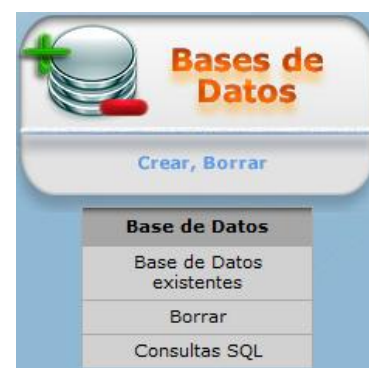 Bases de
Datos
Crear, Borrar
Base de Datos
Base de Datos
existentes
Borrar
Consultas SQL